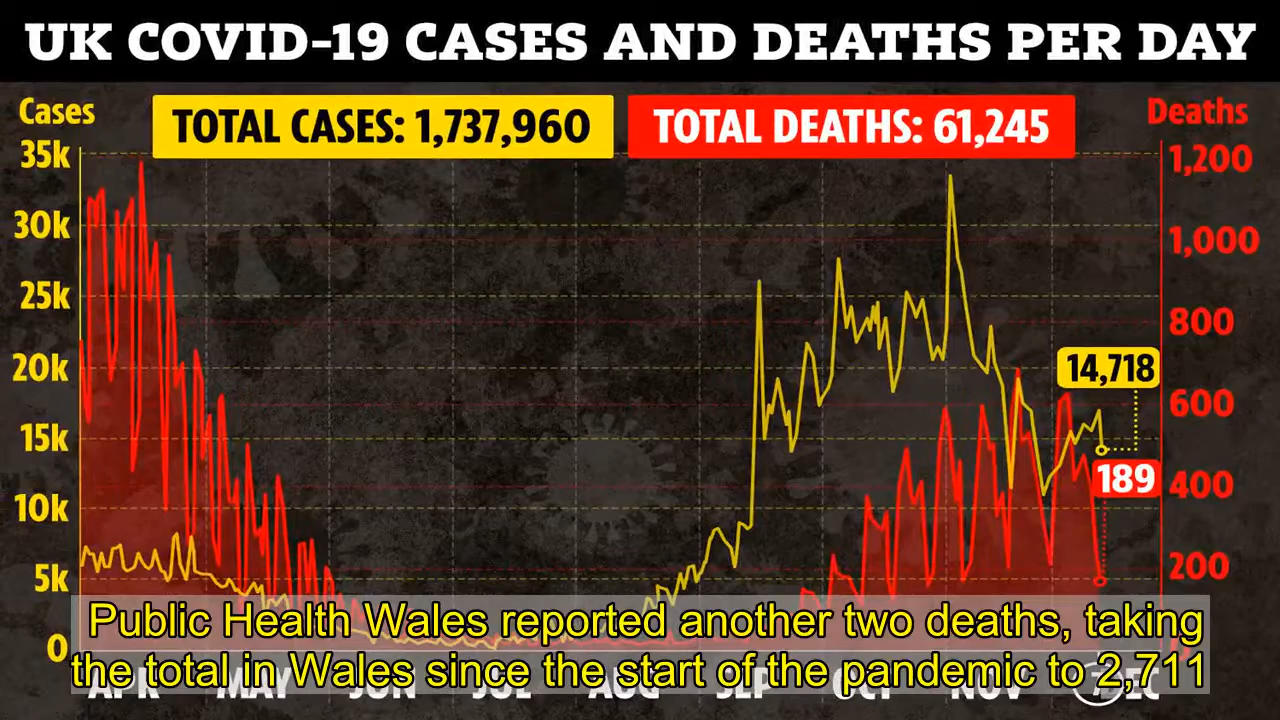 UK COVID-19 CASES AND DEATHS PER DAY
Cases
TOTAL CASES: 1,737,960
TOTAL DEATHS: 61,245
Deaths
35k
1,200
30k
1,000
25k
800
20k
14,718
600
15k
189
400
10k
200
5k
0
Public Health Wales reported another two deaths, taking
the total in Wales since the start of the pandemic to 2,711
APR MAY JUN JUL AUG SEP OCT NOV 7 DEC